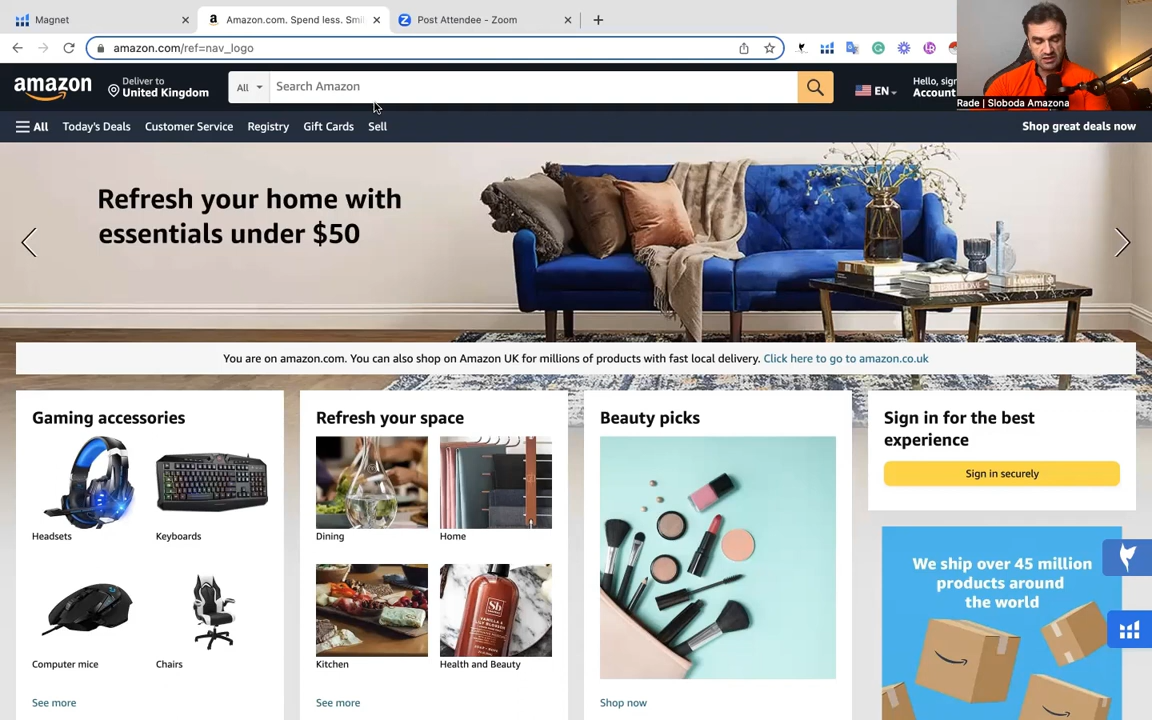 Magnet
Amazon.com. Spend less. Smi
Post Attendee - Zoom
amazon.com/ref=nav_logo
Rade | Sloboda Amazona
amazon
Deliver to
United Kingdom
All
Search Amazon
EN
Hello, sign
Account
All
Today's Deals
Customer Service
Registry
Gift Cards
Sell
Shop great deals now
Refresh your home with
essentials under $50
You are on amazon.com. You can also shop on Amazon UK for millions of products with fast local delivery. Click here to go to amazon.co.uk
Gaming accessories
Headsets
Keyboards
Computer mice
Chairs
See more
Refresh your space
Dining
Home
Kitchen
Health and Beauty
See more
Beauty picks
Shop now
Sign in for the best
experience
Sign in securely
We ship over 45 million
products around
the world